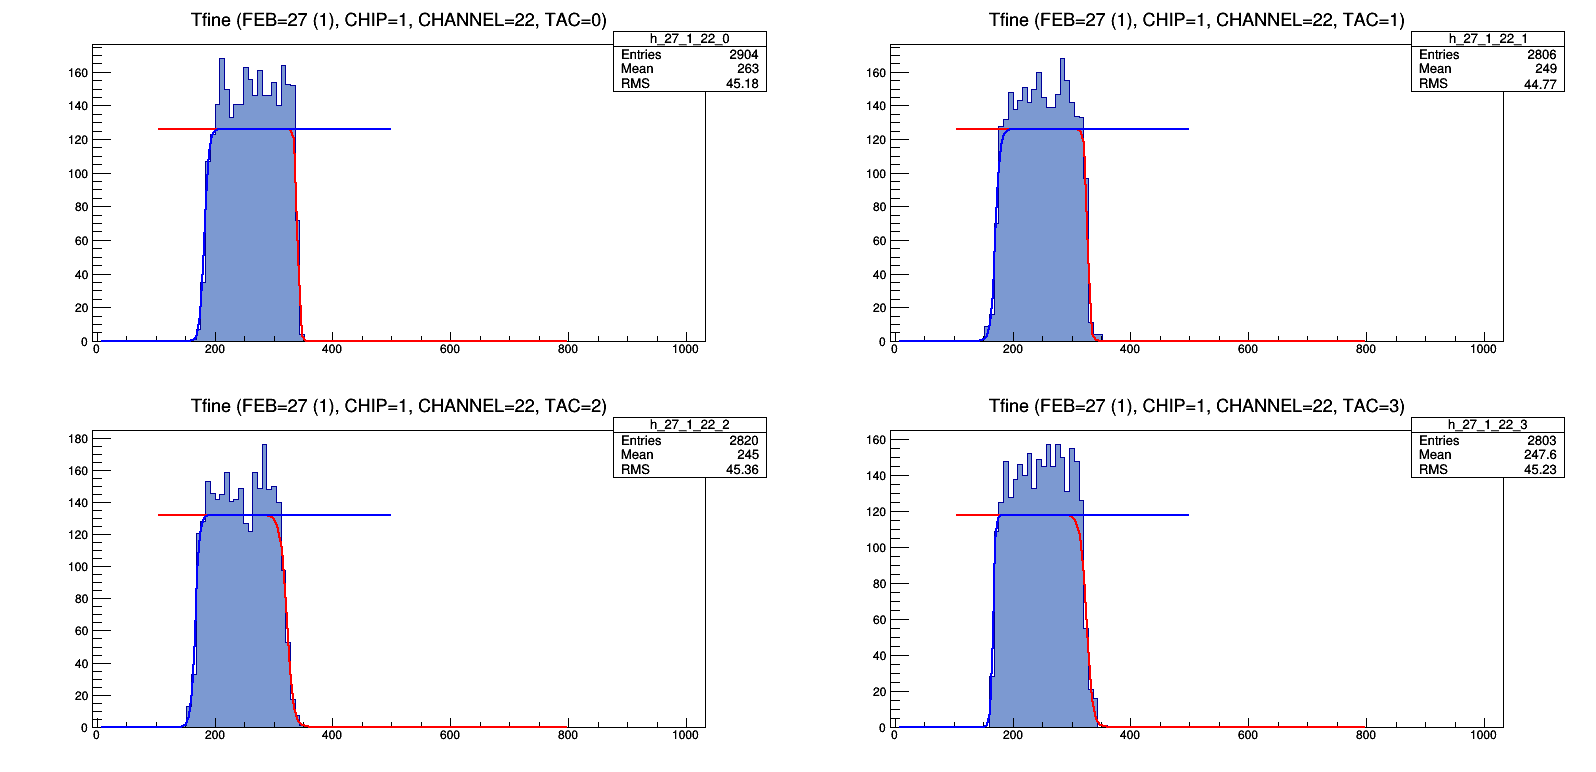 Tfine (FEB=27 (1), CHIP=1, CHANNEL=22, TAC=0)
h_27_1_22_0
Entries 2904
Mean 263
RMS 45.18
160
140
120
100
80
60
40
20
0
0 200 400 600 800 1000
Tfine (FEB=27 (1), CHIP=1, CHANNEL=22, TAC=1)
h_27_1_22_1
Entries 2806
Mean 249
RMS 44.77
160
140
120
100
80
60
40
20
0
0 200 400 600 800 1000
Tfine (FEB=27 (1), CHIP=1, CHANNEL=22, TAC=2)
h_27_1_22_2
Entries 2820
Mean 245
RMS 45.36
180
160
140
120
100
80
60
40
20
0
0 200 400 600 800 1000
Tfine (FEB=27 (1), CHIP=1, CHANNEL=22, TAC=3)
h_27_1_22_3
Entries 2803
Mean 247.6
RMS 45.23
160
140
120
100
80
60
40
20
0
0 200 400 600 800 1000